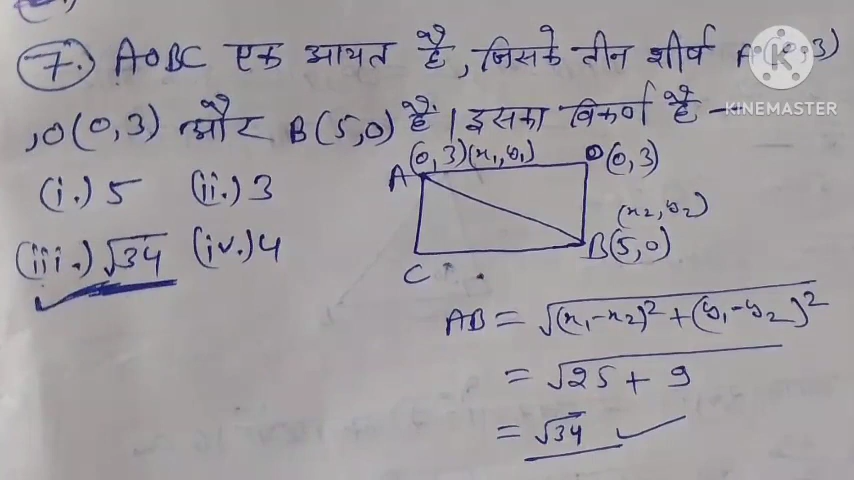 7. AOBC एक आयत है, जिसके तीन शीर्ष A(0,3)
,O(0,3) और B(5,0) हैं। इसका विकर्ण है -
(i.) 5 (ii.) 3
(iii.) √34 (iv.) 4
A (0,3)(x₁,y₁) O (0,3)
(x₂,y₂)
B(5,0)
C
AB = √(x₁-x₂)² + (y₁-y₂)²
= √25 + 9
= √34
KINEMASTER